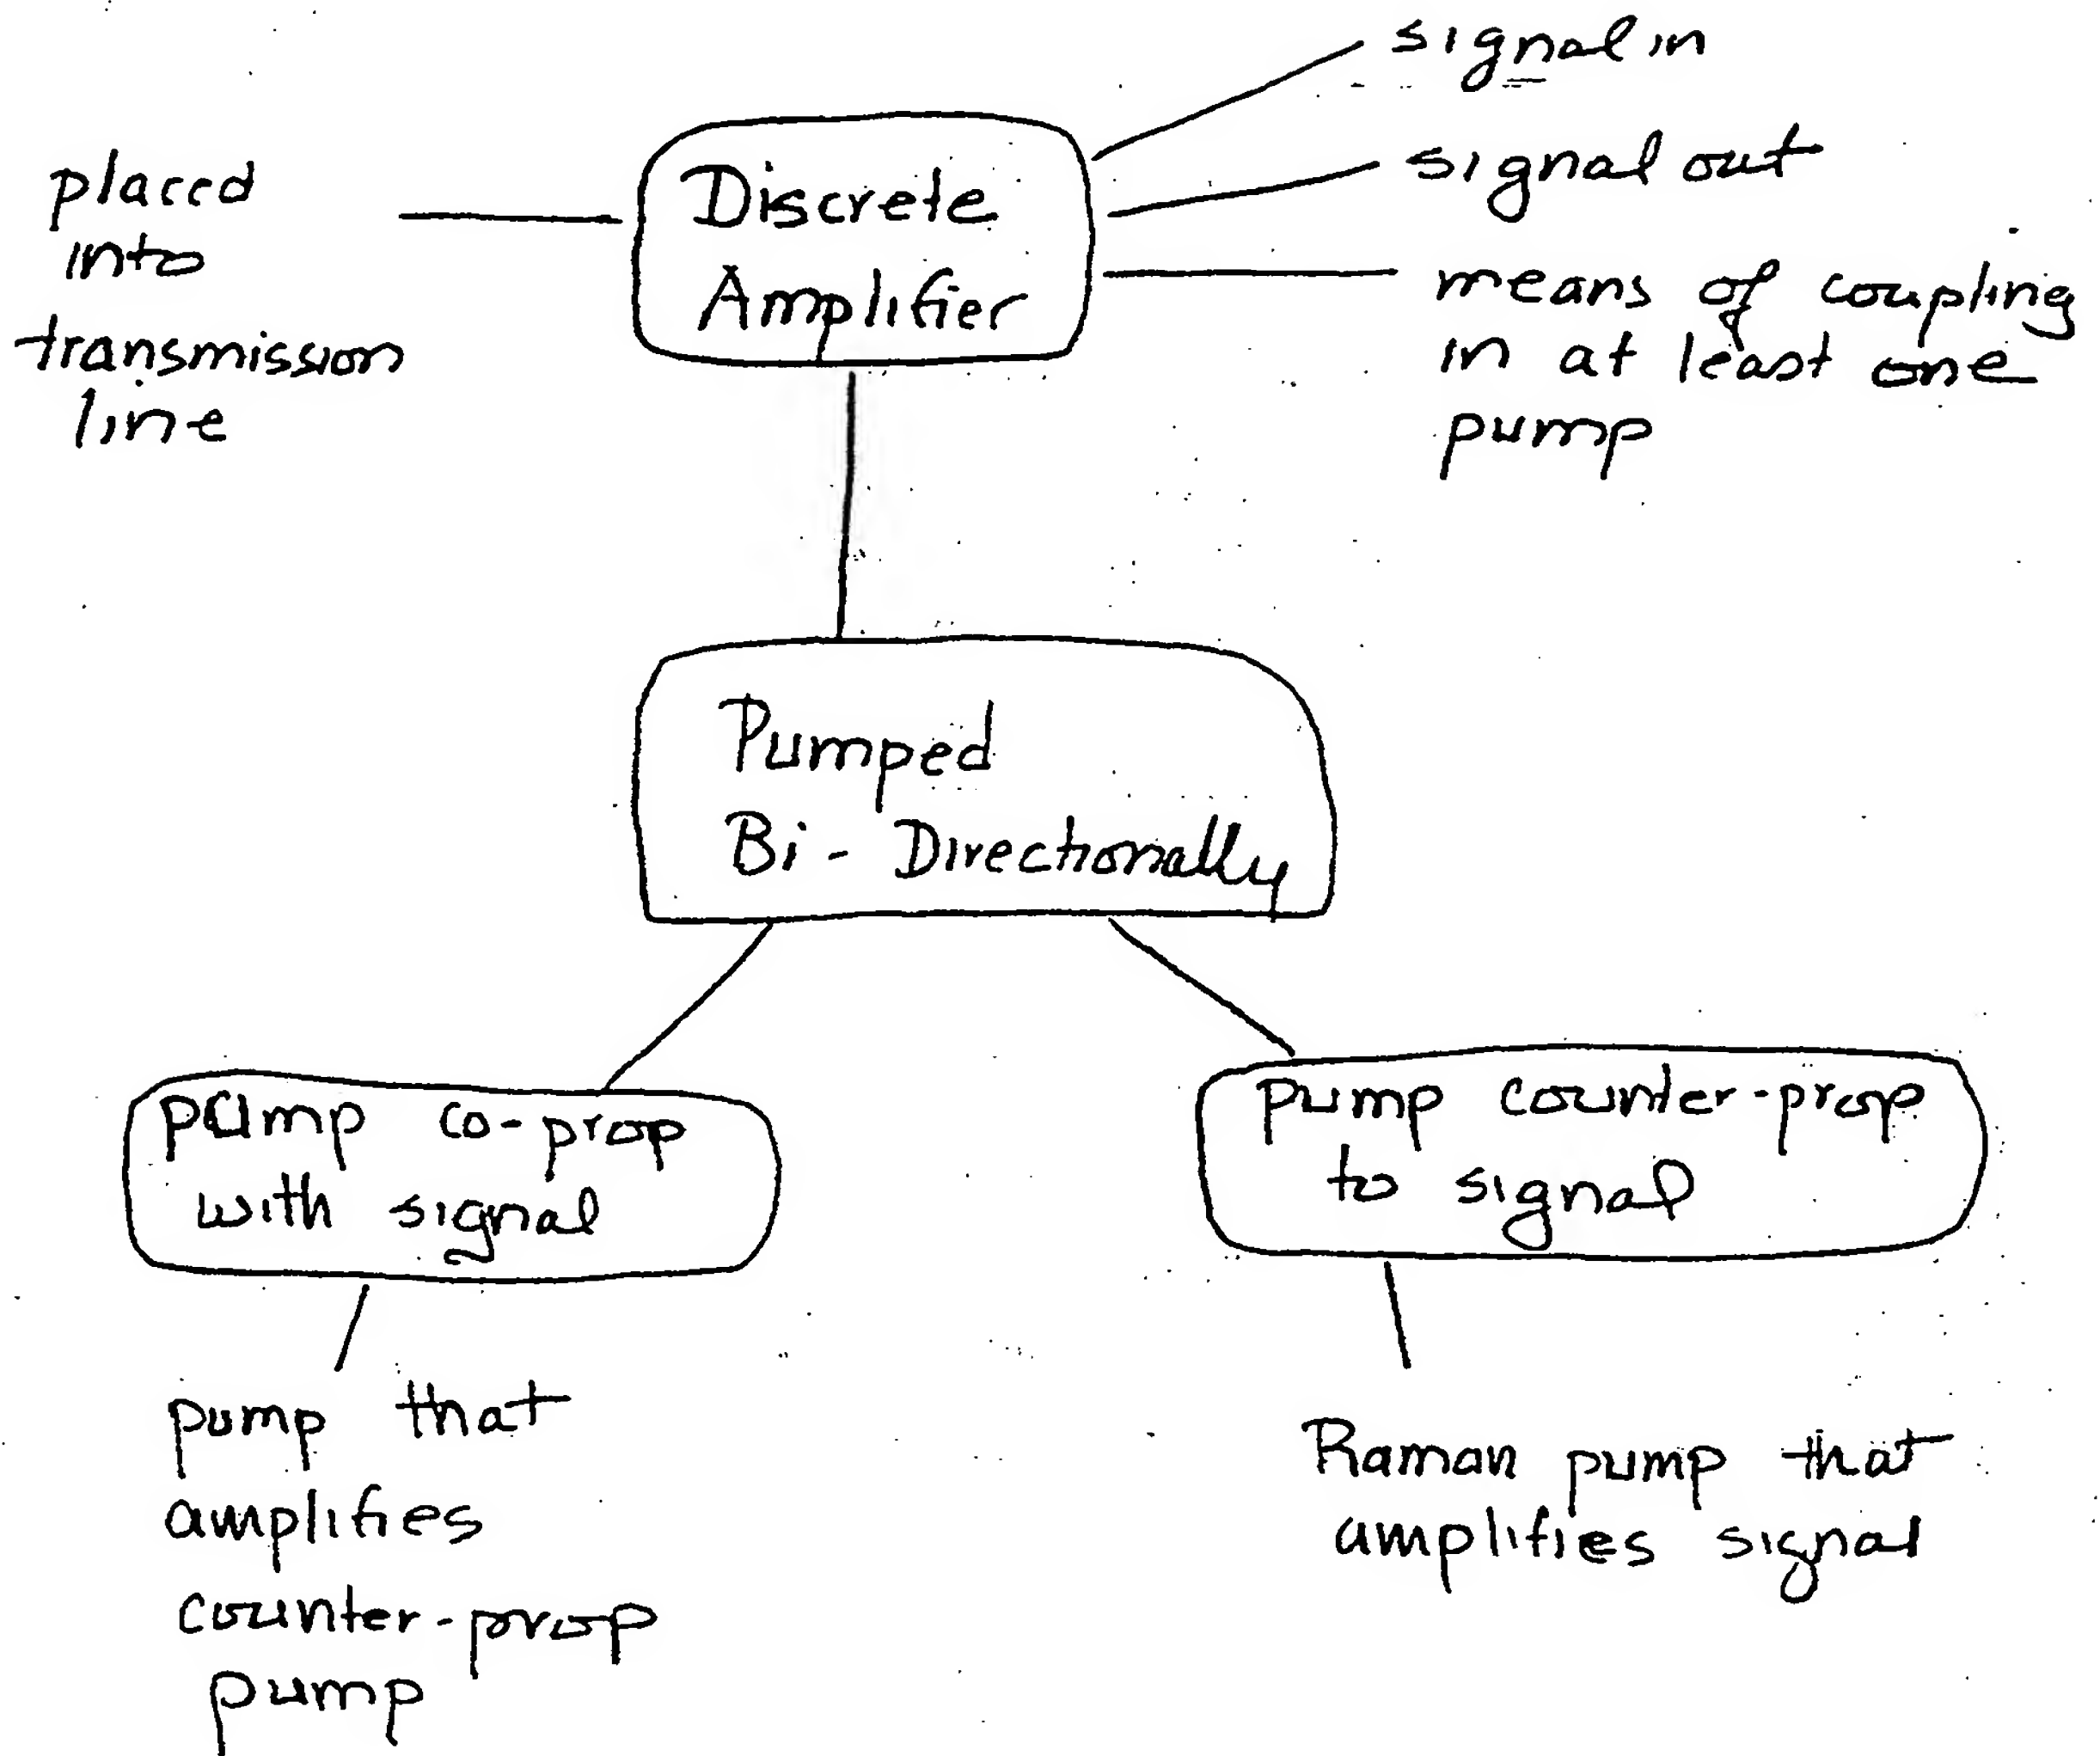 signal in
signal out
means of coupling
in at least one
pump
placed
into
transmission
line
Discrete
Amplifier
Pumped
Bi - Directionally
pump co-prop
with signal
pump counter-prop
to signal
pump that
amplifies
counter-prop
pump
Raman pump that
amplifies signal